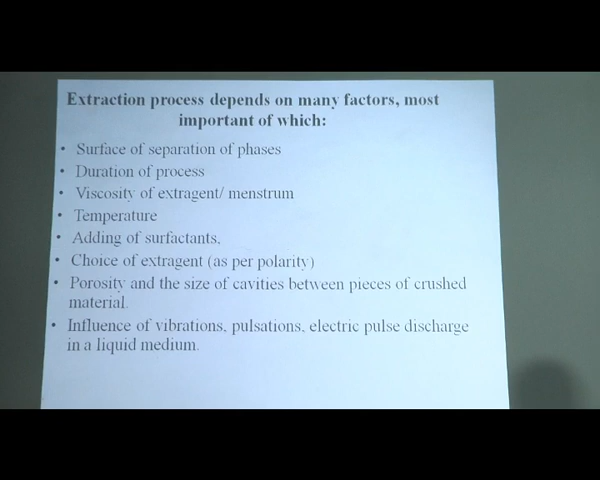 Extraction process depends on many factors, most
important of which:
• Surface of separation of phases
• Duration of process
• Viscosity of extragent/ menstrum
• Temperature
• Adding of surfactants,
• Choice of extragent (as per polarity)
• Porosity and the size of cavities between pieces of crushed
material.
• Influence of vibrations, pulsations, electric pulse discharge
in a liquid medium.